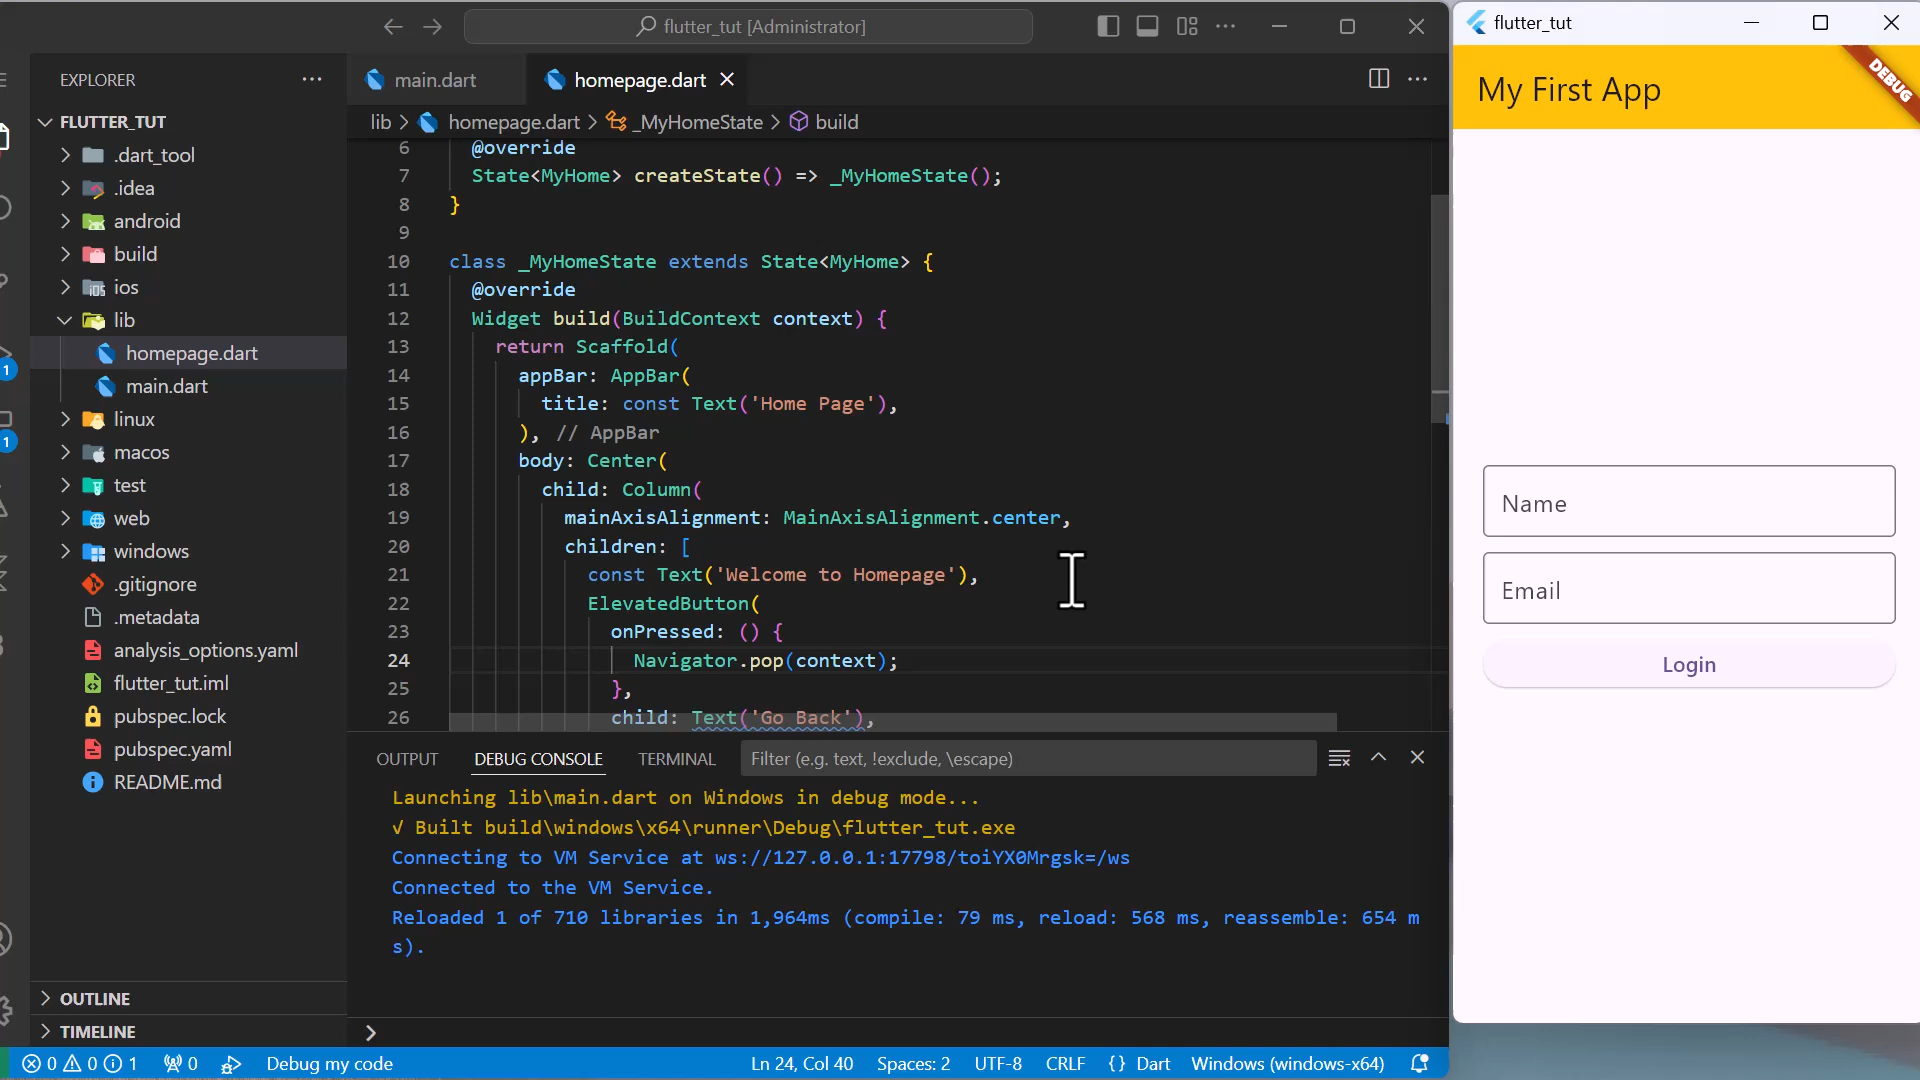 flutter_tut [Administrator]
EXPLORER
FLUTTER_TUT
.dart_tool
.idea
android
build
ios
lib
homepage.dart
main.dart
linux
macos
test
web
windows
.gitignore
.metadata
analysis_options.yaml
flutter_tut.iml
pubspec.lock
pubspec.yaml
README.md
OUTLINE
TIMELINE
1
1
main.dart
homepage.dart
lib > homepage.dart > _MyHomeState > build
6 @override
7 State<MyHome> createState() => _MyHomeState();
8 }
9
10 class _MyHomeState extends State<MyHome> {
11 @override
12 Widget build(BuildContext context) {
13 return Scaffold(
14 appBar: AppBar(
15 title: const Text('Home Page'),
16 ), // AppBar
17 body: Center(
18 child: Column(
19 mainAxisAlignment: MainAxisAlignment.center,
20 children: [
21 const Text('Welcome to Homepage'),
22 ElevatedButton(
23 onPressed: () {
24 Navigator.pop(context);
25 },
26 child: Text('Go Back'),
OUTPUT DEBUG CONSOLE TERMINAL Filter (e.g. text, !exclude, \escape)
Launching lib\main.dart on Windows in debug mode...
√ Built build\windows\x64\runner\Debug\flutter_tut.exe
Connecting to VM Service at ws://127.0.0.1:17798/toiYX0Mrgsk=/ws
Connected to the VM Service.
Reloaded 1 of 710 libraries in 1,964ms (compile: 79 ms, reload: 568 ms, reassemble: 654 m
s).
>
0 0 1 0 Debug my code Ln 24, Col 40 Spaces: 2 UTF-8 CRLF {} Dart Windows (windows-x64)
flutter_tut
My First App
DEBUG
Name
Email
Login